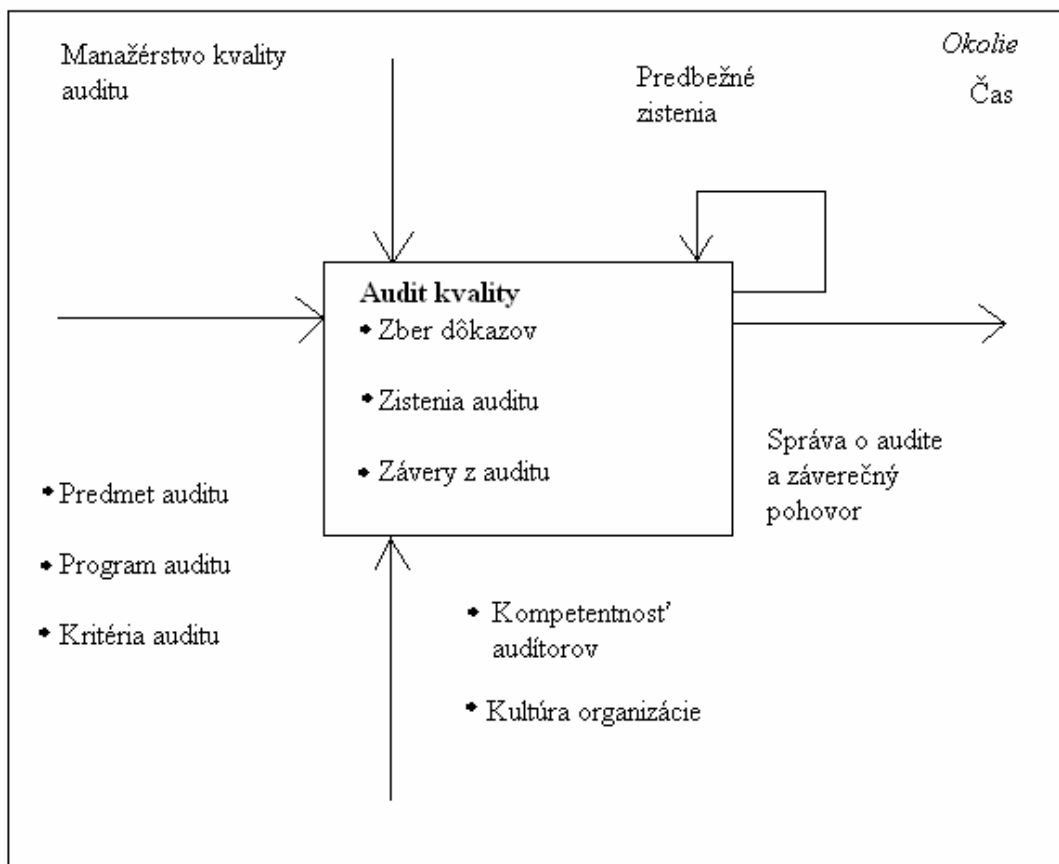 Manažérstvo kvality
auditu
Okolie
Čas
Predbežné
zistenia
Audit kvality
Zber dôkazov
Zistenia auditu
Závery z auditu
Predmet auditu
Program auditu
Kritéria auditu
Správa o audite
a záverečný
pohovor
Kompetentnosť
audítorov
Kultúra organizácie